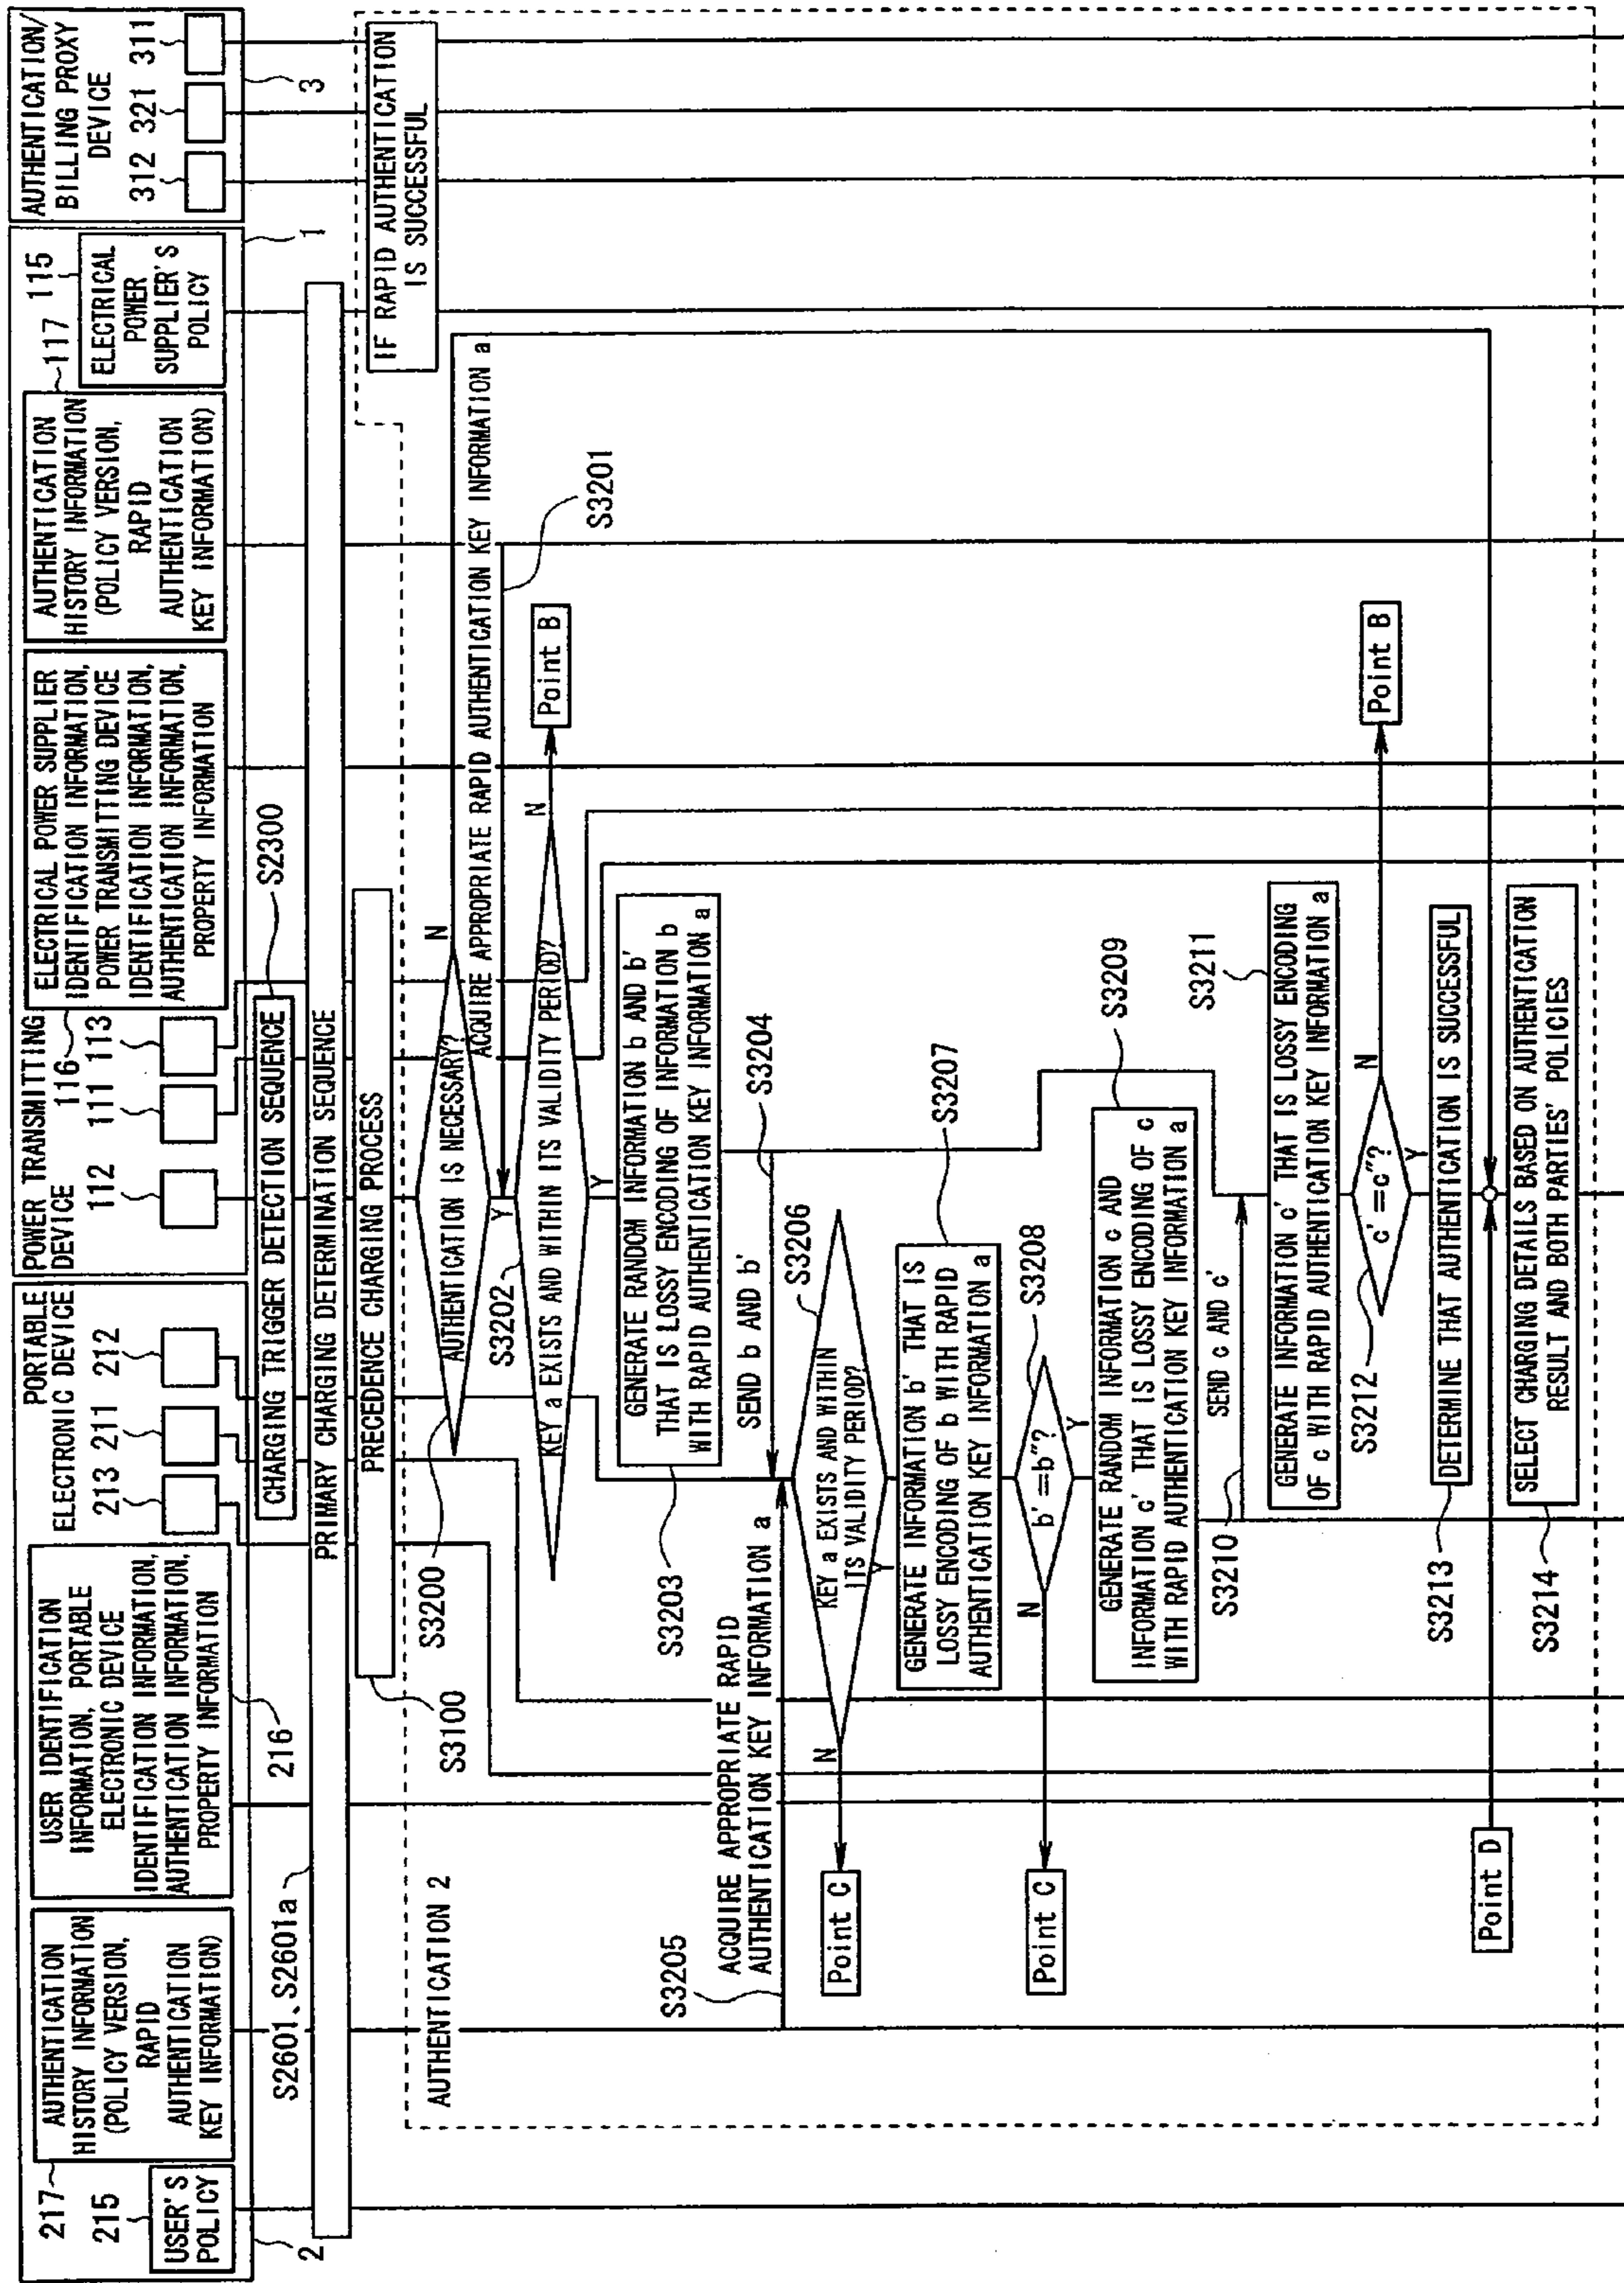 PORTABLE
ELECTRONIC DEVICE
AUTHENTICATION
HISTORY INFORMATION
(POLICY VERSION,
RAPID
AUTHENTICATION
KEY INFORMATION)
217
215
USER'S
POLICY
2
USER IDENTIFICATION
INFORMATION, PORTABLE
ELECTRONIC DEVICE
IDENTIFICATION INFORMATION,
AUTHENTICATION INFORMATION,
PROPERTY INFORMATION
216
213
211
212
POWER TRANSMITTING
DEVICE
112
111
113
116
ELECTRICAL POWER SUPPLIER
IDENTIFICATION INFORMATION,
POWER TRANSMITTING DEVICE
IDENTIFICATION INFORMATION,
AUTHENTICATION INFORMATION,
PROPERTY INFORMATION
AUTHENTICATION
HISTORY INFORMATION
(POLICY VERSION,
RAPID
AUTHENTICATION
KEY INFORMATION)
117
115
ELECTRICAL
POWER
SUPPLIER'S
POLICY
1
AUTHENTICATION/
BILLING PROXY
DEVICE
312
321
311
3
CHARGING TRIGGER DETECTION SEQUENCE
S2300
S2601、S2601a
PRIMARY CHARGING DETERMINATION SEQUENCE
PRECEDENCE CHARGING PROCESS
S3100
IF RAPID AUTHENTICATION
IS SUCCESSFUL
AUTHENTICATION 2
S3200
AUTHENTICATION IS NECESSARY?
N
Y
ACQUIRE APPROPRIATE RAPID AUTHENTICATION KEY INFORMATION a
S3201
S3202
KEY a EXISTS AND WITHIN ITS VALIDITY PERIOD?
N
Point B
Y
S3203
GENERATE RANDOM INFORMATION b AND b'
THAT IS LOSSY ENCODING OF INFORMATION b
WITH RAPID AUTHENTICATION KEY INFORMATION a
SEND b AND b'
S3204
S3205
ACQUIRE APPROPRIATE RAPID
AUTHENTICATION KEY INFORMATION a
S3206
KEY a EXISTS AND WITHIN
ITS VALIDITY PERIOD?
N
Point C
Y
GENERATE INFORMATION b' THAT IS
LOSSY ENCODING OF b WITH RAPID
AUTHENTICATION KEY INFORMATION a
S3207
b' =b″?
S3208
N
Point C
Y
GENERATE RANDOM INFORMATION c AND
INFORMATION c' THAT IS LOSSY ENCODING OF c
WITH RAPID AUTHENTICATION KEY INFORMATION a
S3209
S3210
SEND c AND c'
S3211
GENERATE INFORMATION c' THAT IS LOSSY ENCODING
OF c WITH RAPID AUTHENTICATION KEY INFORMATION a
S3212
c' =c″?
N
Point B
Y
S3213
DETERMINE THAT AUTHENTICATION IS SUCCESSFUL
Point D
S3214
SELECT CHARGING DETAILS BASED ON AUTHENTICATION
RESULT AND BOTH PARTIES' POLICIES